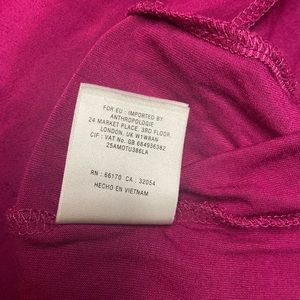 FOR EU : IMPORTED BY
ANTHROPOLOGIE
24 MARKET PLACE, 3RD FLOOR,
LONDON, UK W1W8AN
CIF : VAT No. GB 684936382
25AMOTU386LA
RN : 66170 CA : 32054
HECHO EN VIETNAM